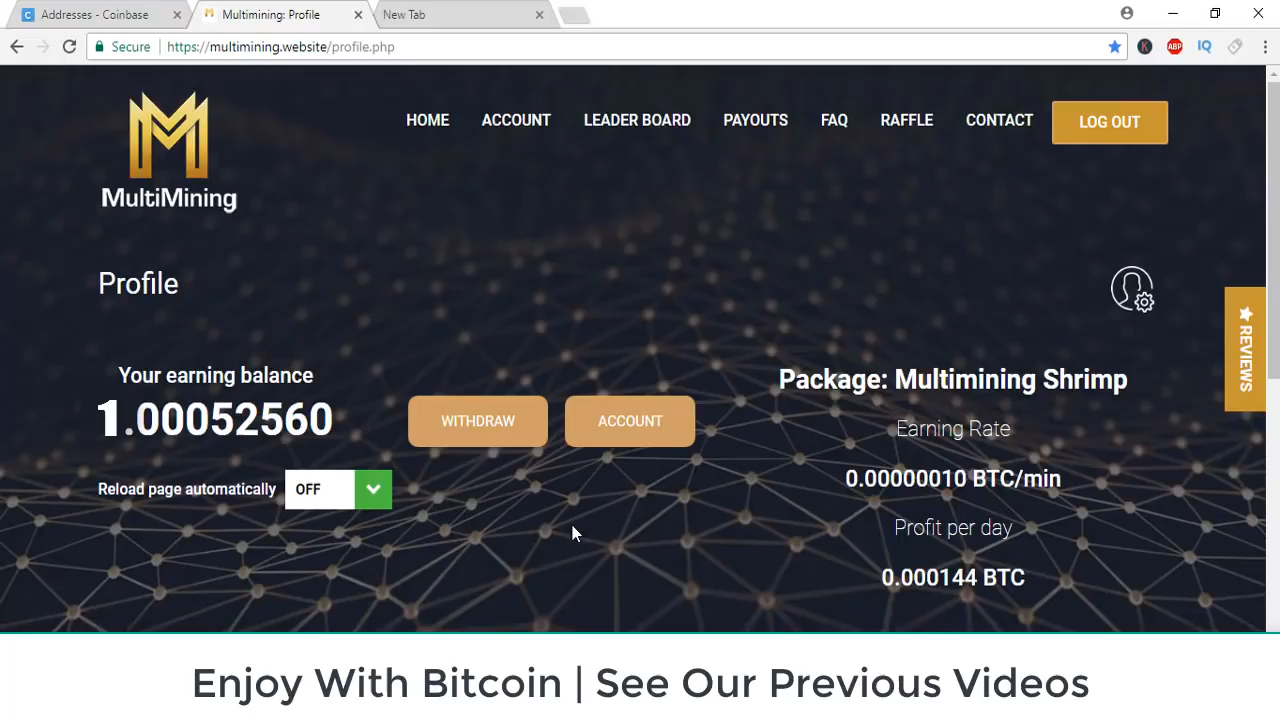 Addresses - Coinbase
Multimining: Profile
New Tab
Secure
https://multimining.website/profile.php
K
ABP
IQ
MultiMining
HOME
ACCOUNT
LEADER BOARD
PAYOUTS
FAQ
RAFFLE
CONTACT
LOG OUT
Profile
REVIEWS
Your earning balance
1.00052560
WITHDRAW
ACCOUNT
Reload page automatically
OFF
Package: Multimining Shrimp
Earning Rate
0.00000010 BTC/min
Profit per day
0.000144 BTC
Enjoy With Bitcoin | See Our Previous Videos